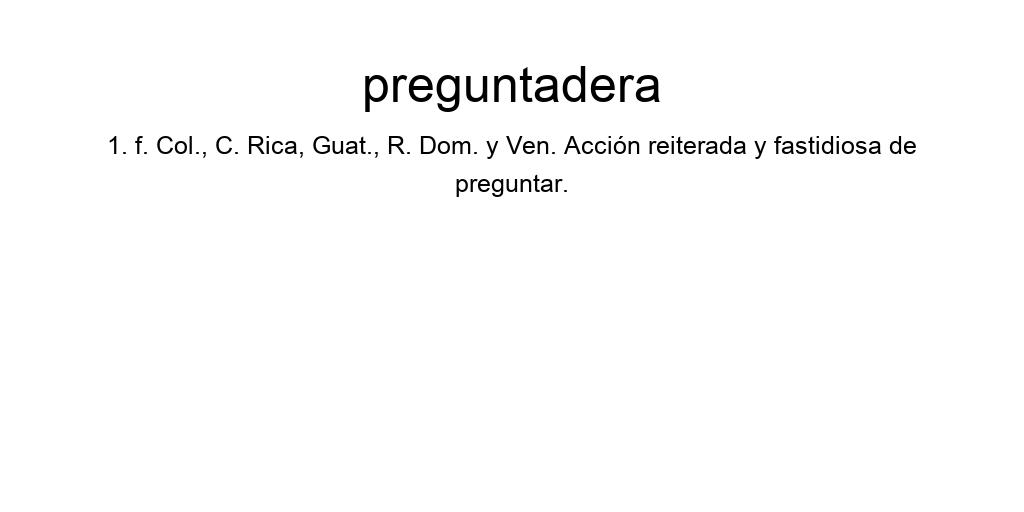 preguntadera
1. f. Col., C. Rica, Guat., R. Dom. y Ven. Acción reiterada y fastidiosa de
preguntar.